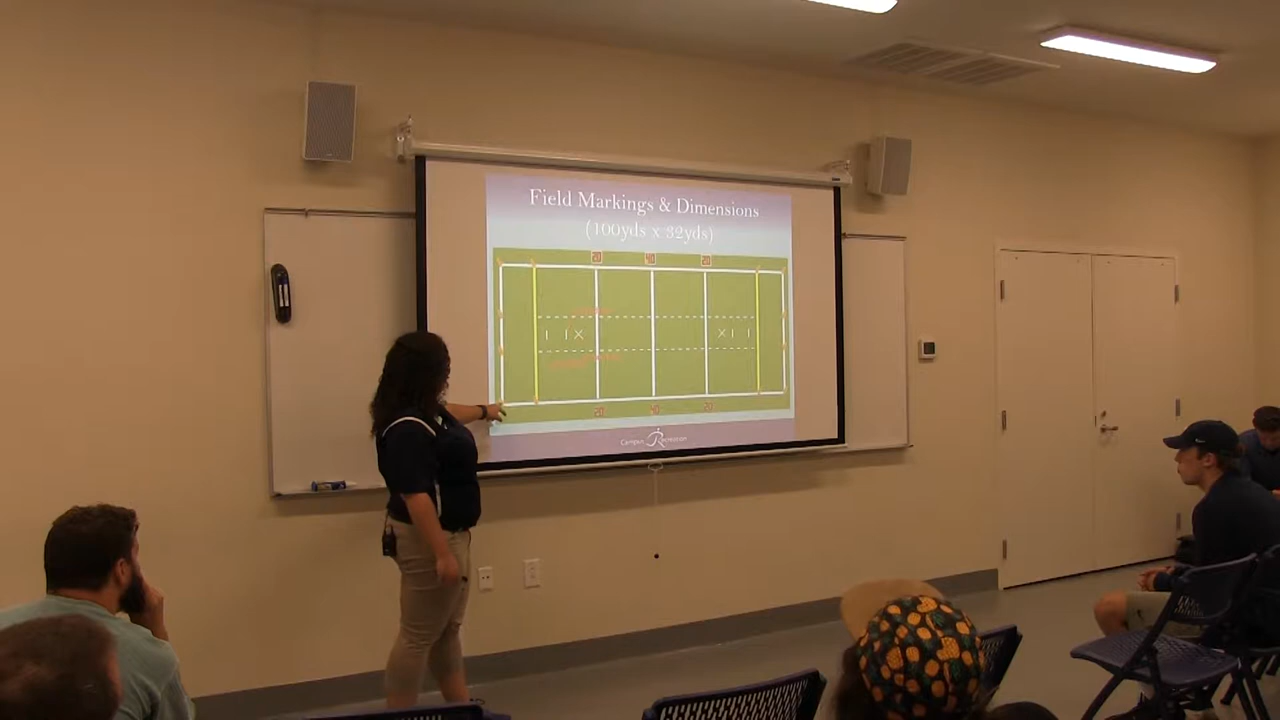 Field Markings & Dimensions
(100yds x 32yds)
20 40 20
20 40 20
Campus Recreation